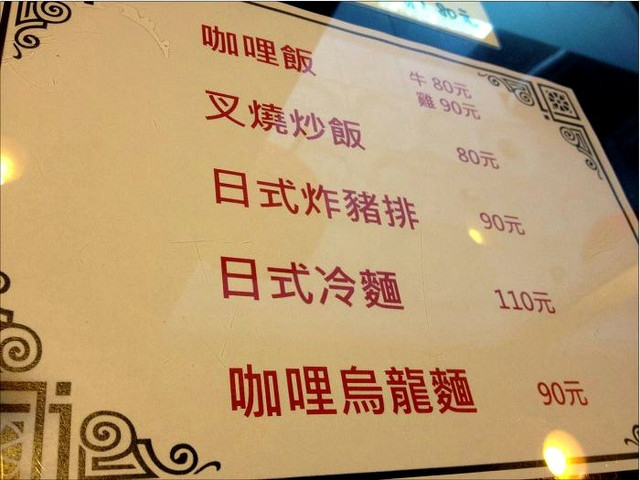 咖哩飯
牛 80元
雞 90元
叉燒炒飯 80元
日式炸豬排 90元
日式冷麵 110元
咖哩烏龍麵 90元